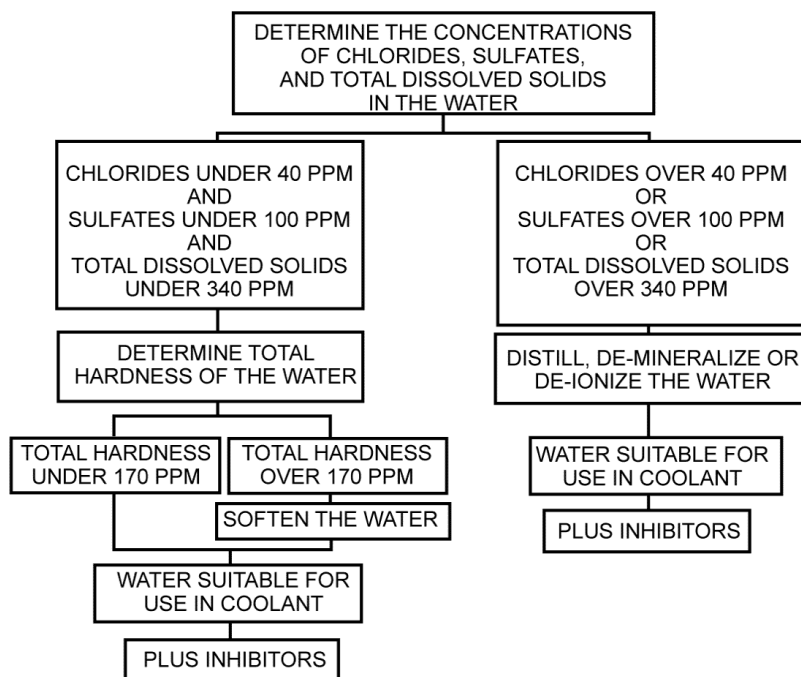 DETERMINE THE CONCENTRATIONS
OF CHLORIDES, SULFATES,
AND TOTAL DISSOLVED SOLIDS
IN THE WATER
CHLORIDES UNDER 40 PPM
AND
SULFATES UNDER 100 PPM
AND
TOTAL DISSOLVED SOLIDS
UNDER 340 PPM
CHLORIDES OVER 40 PPM
OR
SULFATES OVER 100 PPM
OR
TOTAL DISSOLVED SOLIDS
OVER 340 PPM
DETERMINE TOTAL
HARDNESS OF THE WATER
DISTILL, DE-MINERALIZE OR
DE-IONIZE THE WATER
TOTAL HARDNESS
UNDER 170 PPM
TOTAL HARDNESS
OVER 170 PPM
WATER SUITABLE FOR
USE IN COOLANT
SOFTEN THE WATER
PLUS INHIBITORS
WATER SUITABLE FOR
USE IN COOLANT
PLUS INHIBITORS